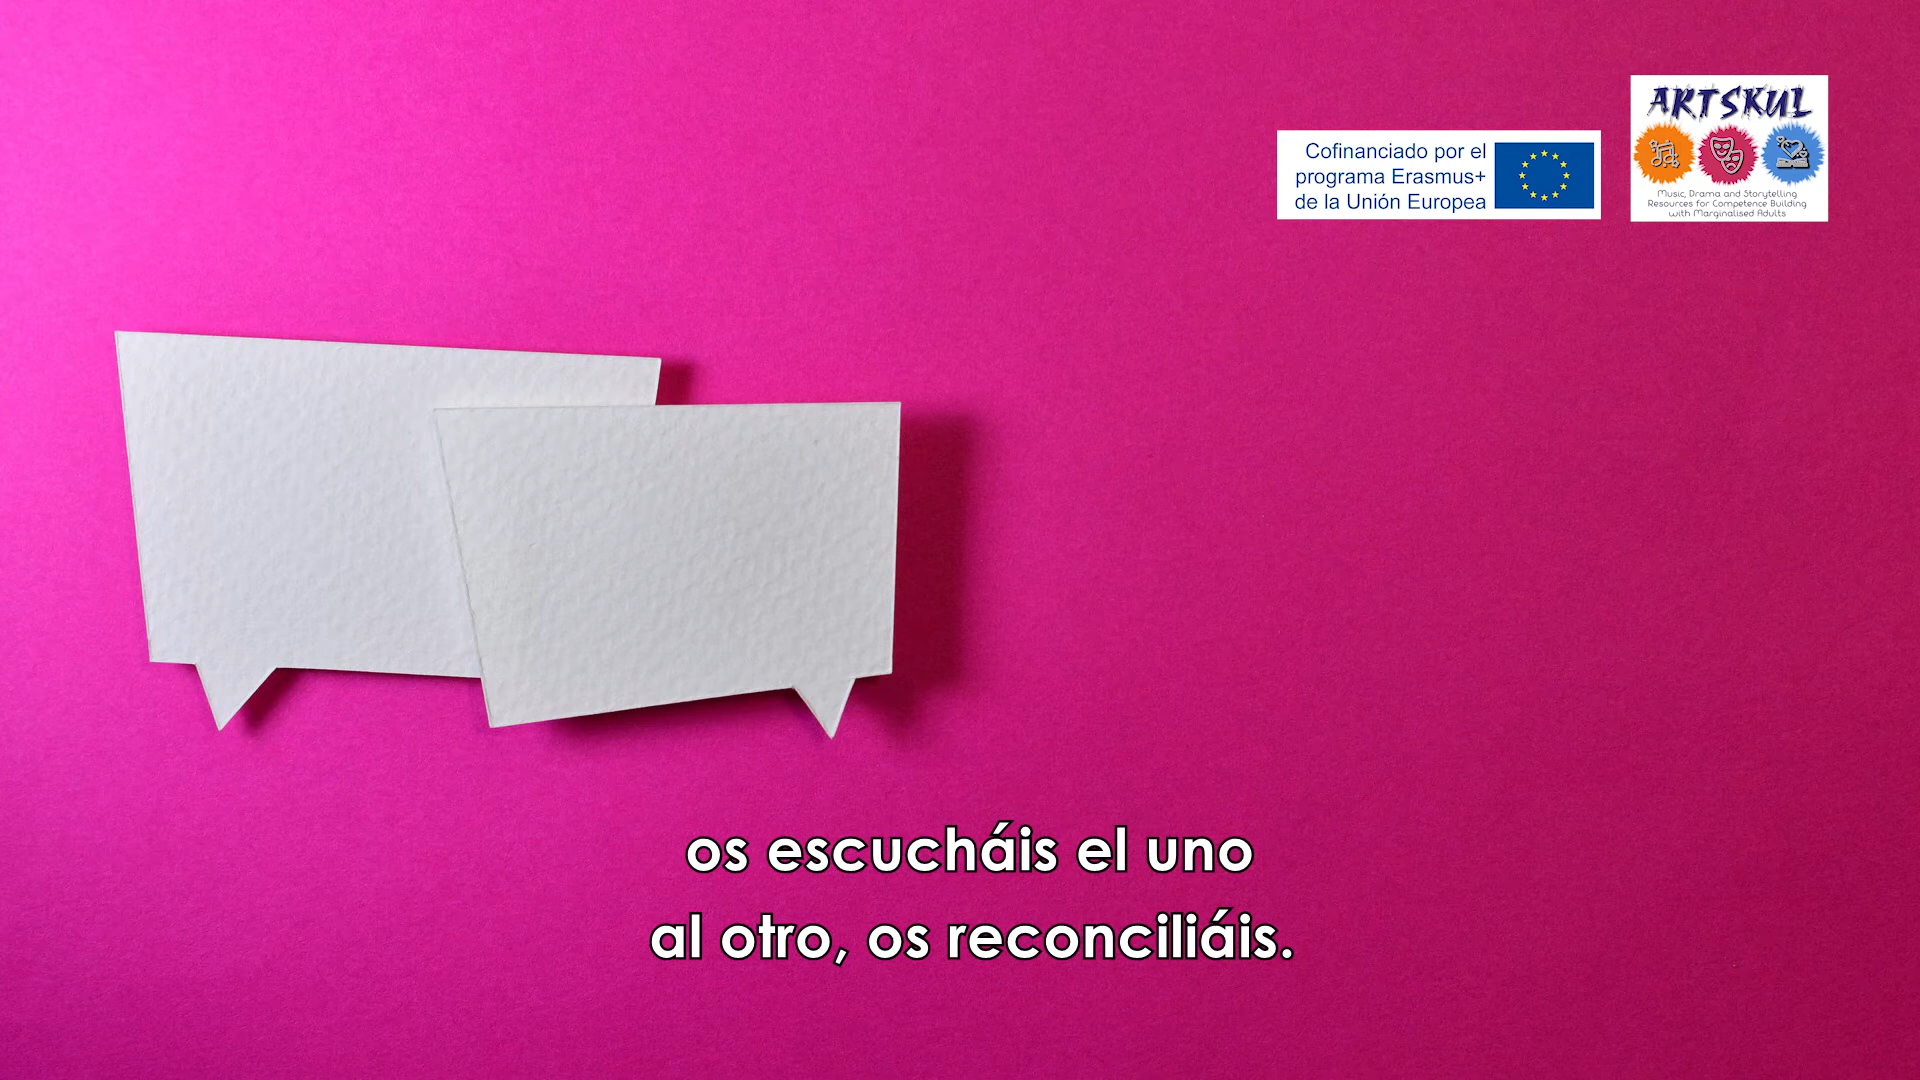 ARTSKUL
Cofinanciado por el
programa Erasmus+
de la Unión Europea
Music, Drama and Storytelling
Resources for Competence Building
with Marginalised Adults
os escucháis el uno
al otro, os reconciliáis.